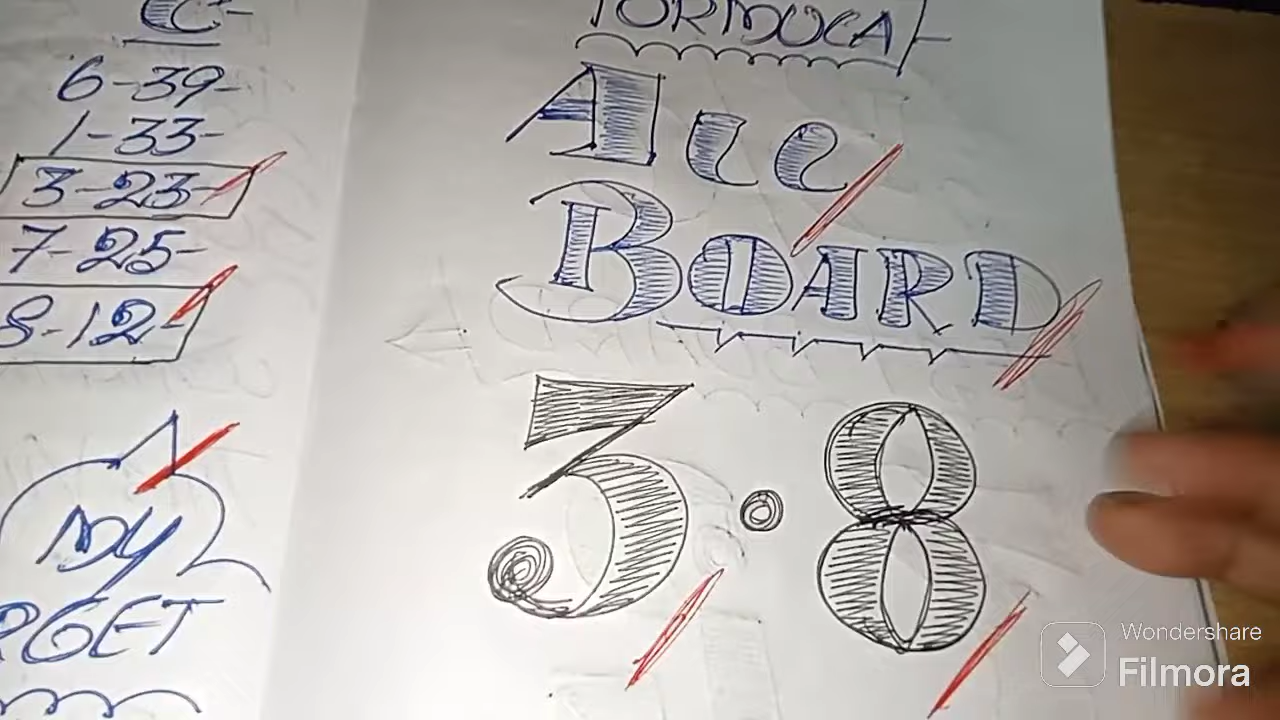 C-
6-39-
1-33-
3-23-
7-25-
8-12-
MY
RGET
FORMULA
ALL
BOARD
3.8
Wondershare
Filmora